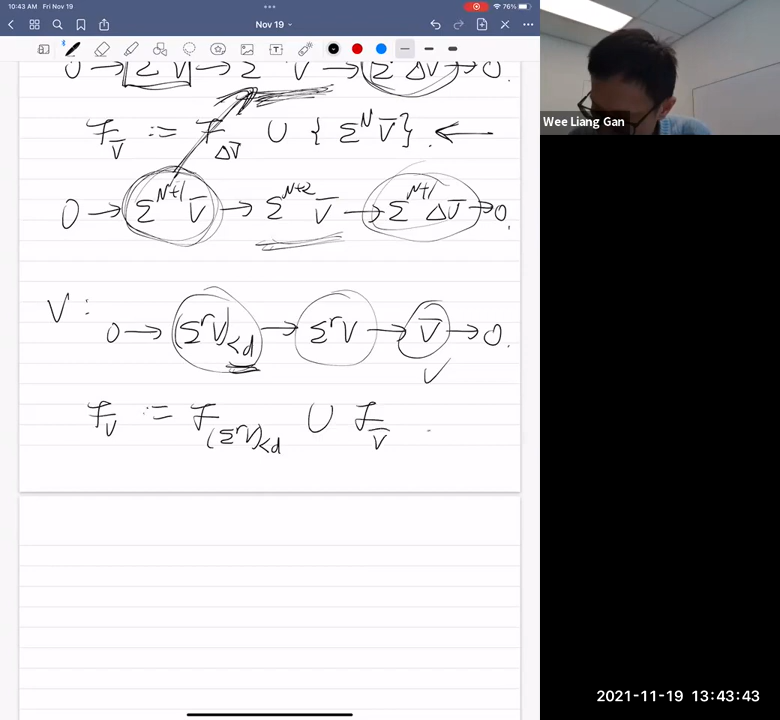 10:43 AM Fri Nov 19
76%
Nov 19
0 → Σ V → Σ V → Σ ΔV → 0.
F_V̄ := F_ΔV̄ ∪ { Σ^N V̄ }. ←
0 → Σ^{N+1} V̄ → Σ^{N+2} V̄ → Σ^{N+1} ΔV̄ → 0.
V :
0 → (Σ^r V)_{<d} → Σ^r V → V̄ → 0.
✓
F_V := F_{(Σ^r V)_{<d}} ∪ F_V̄ .
Wee Liang Gan
2021-11-19 13:43:43